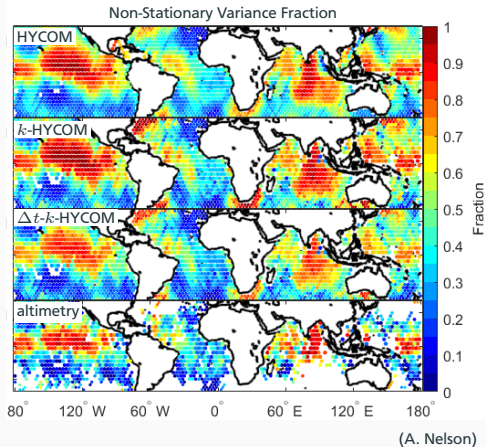 Non-Stationary Variance Fraction
HYCOM
k-HYCOM
Δt-k-HYCOM
altimetry
1
0.9
0.8
0.7
0.6
0.5
0.4
0.3
0.2
0.1
0
Fraction
80° 120° W 60° W 0° 60° E 120° E 180°
(A. Nelson)